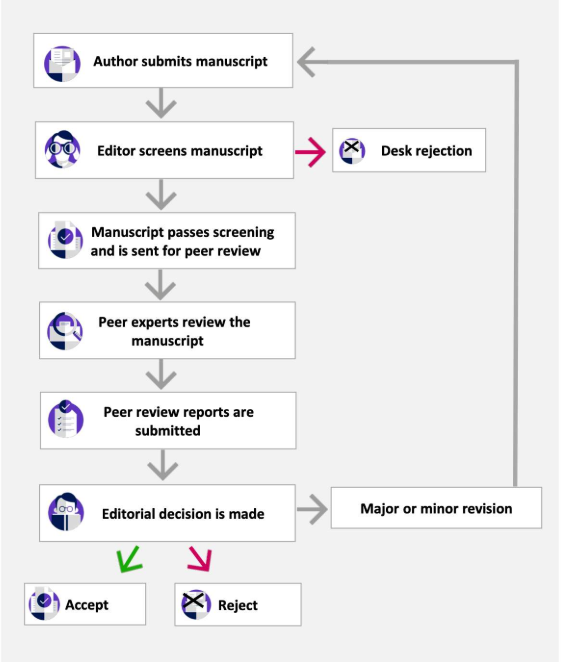 Author submits manuscript
Editor screens manuscript
Desk rejection
Manuscript passes screening
and is sent for peer review
Peer experts review the
manuscript
Peer review reports are
submitted
Editorial decision is made
Major or minor revision
Accept
Reject